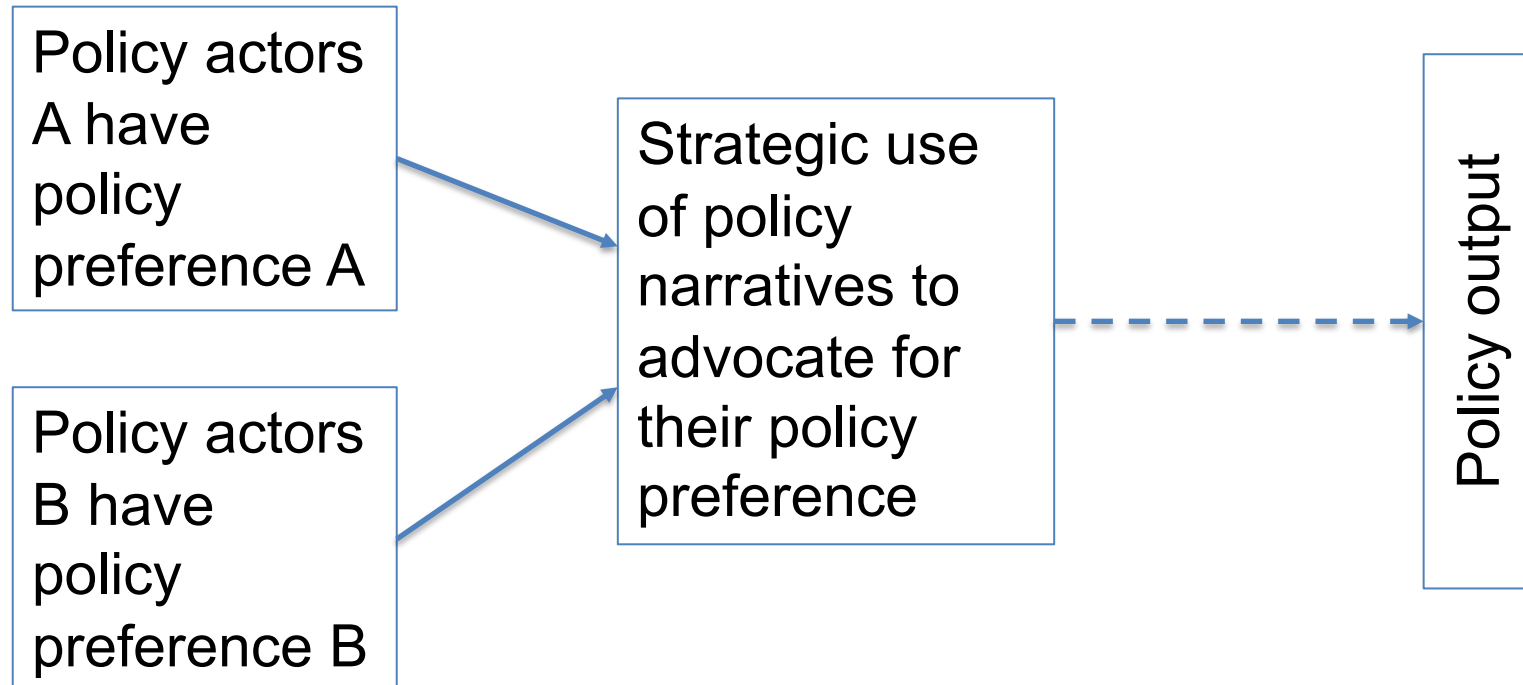 Policy actors
A have
policy
preference A
Policy actors
B have
policy
preference B
Strategic use
of policy
narratives to
advocate for
their policy
preference
Policy output